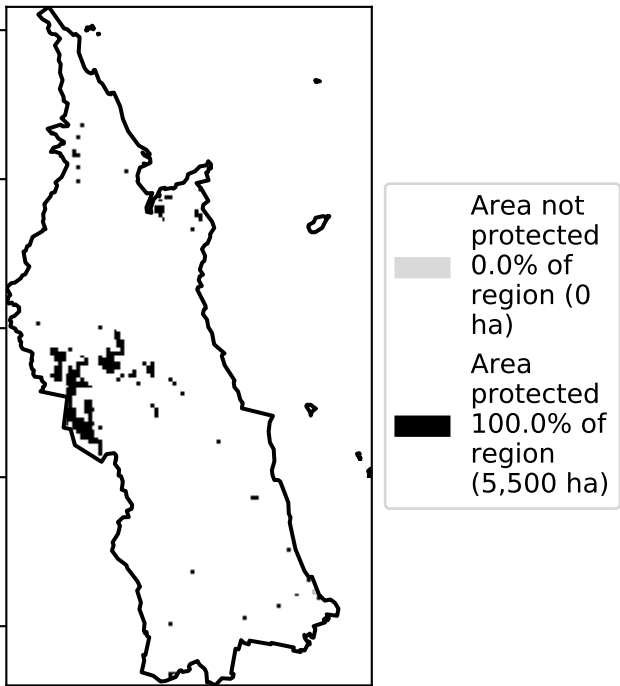 Area not
protected
0.0% of
region (0
ha)
Area
protected
100.0% of
region
(5,500 ha)